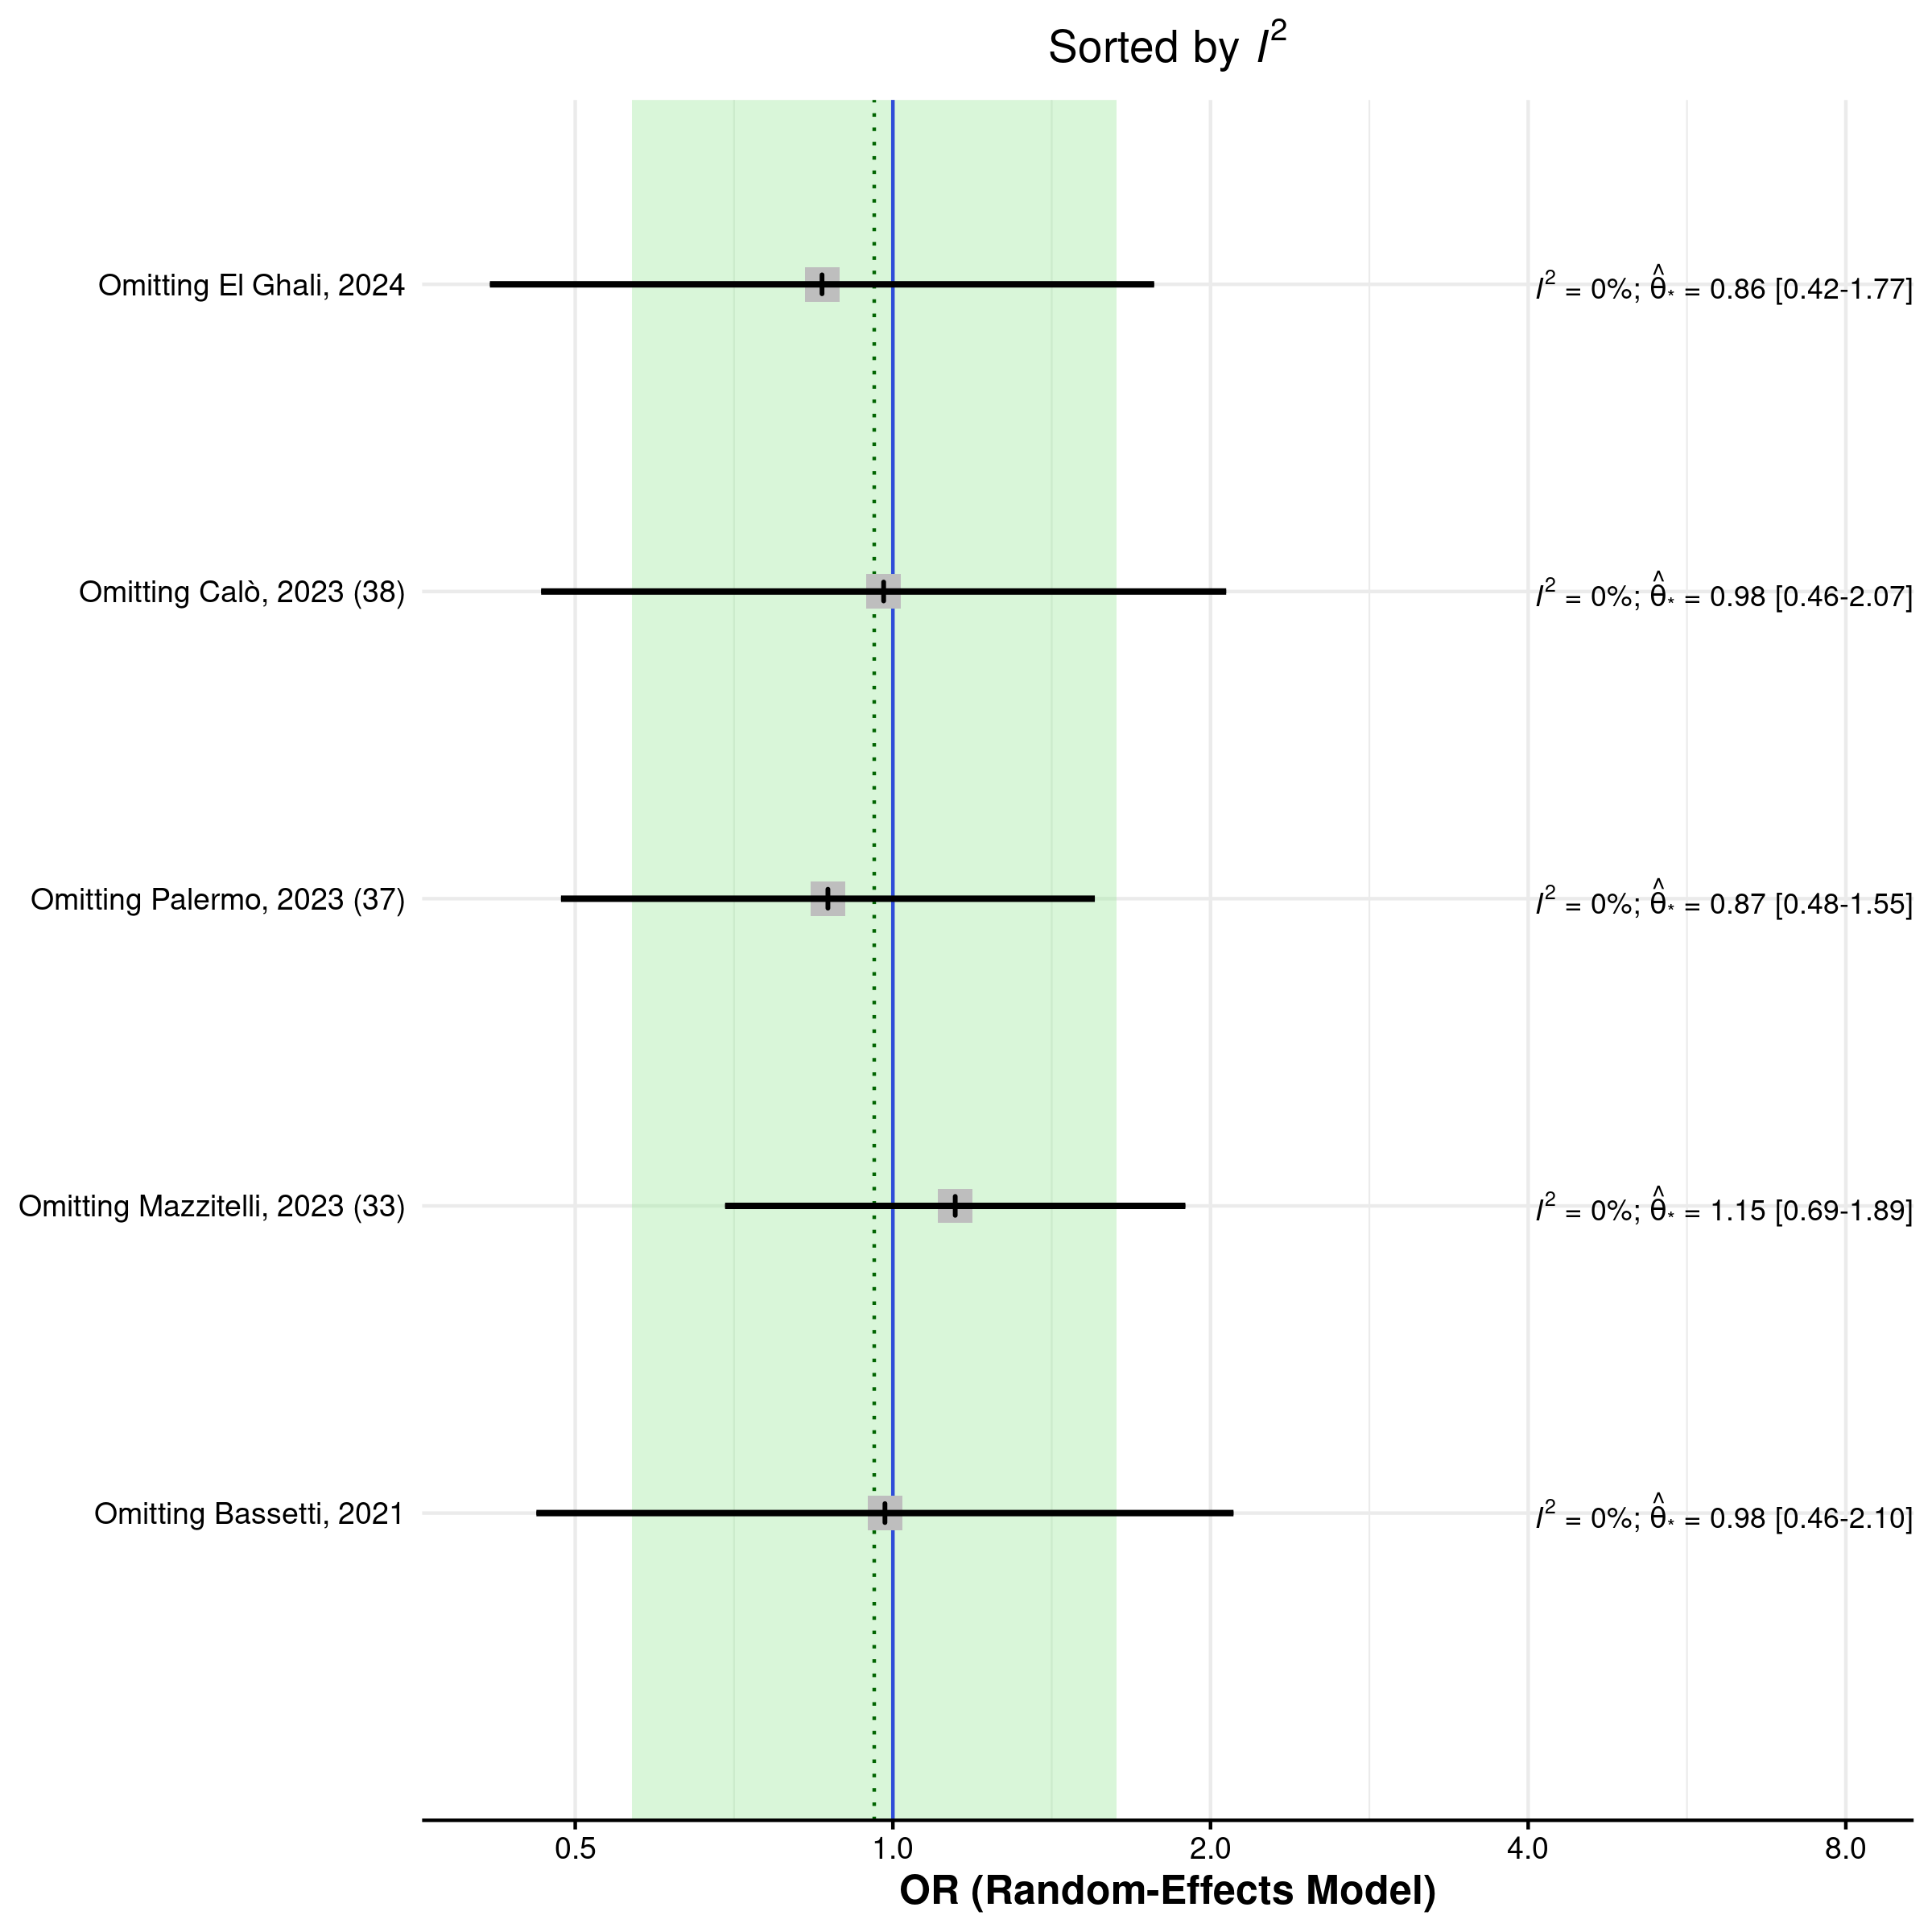 Sorted by I²
Omitting El Ghali, 2024 I² = 0%; θ̂* = 0.86 [0.42-1.77]
Omitting Calò, 2023 (38) I² = 0%; θ̂* = 0.98 [0.46-2.07]
Omitting Palermo, 2023 (37) I² = 0%; θ̂* = 0.87 [0.48-1.55]
Omitting Mazzitelli, 2023 (33) I² = 0%; θ̂* = 1.15 [0.69-1.89]
Omitting Bassetti, 2021 I² = 0%; θ̂* = 0.98 [0.46-2.10]
0.5 1.0 2.0 4.0 8.0
OR (Random-Effects Model)